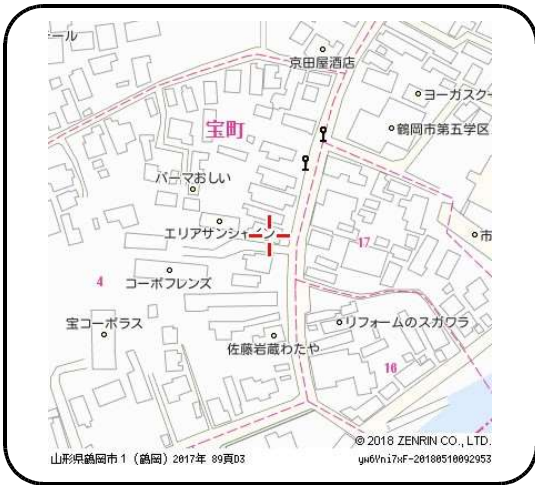 ール
京田屋酒店
ヨーガスクー
宝町
鶴岡市第五学区
パーマおしい
エリアサンシャイン
17
市
4
コーポフレンズ
宝コーポラス
リフォームのスガワラ
佐藤岩蔵わたや
16
© 2018 ZENRIN CO., LTD.
山形県鶴岡市1（鶴岡）2017年 89頁D3
yw6Yni7xF-20180510092953